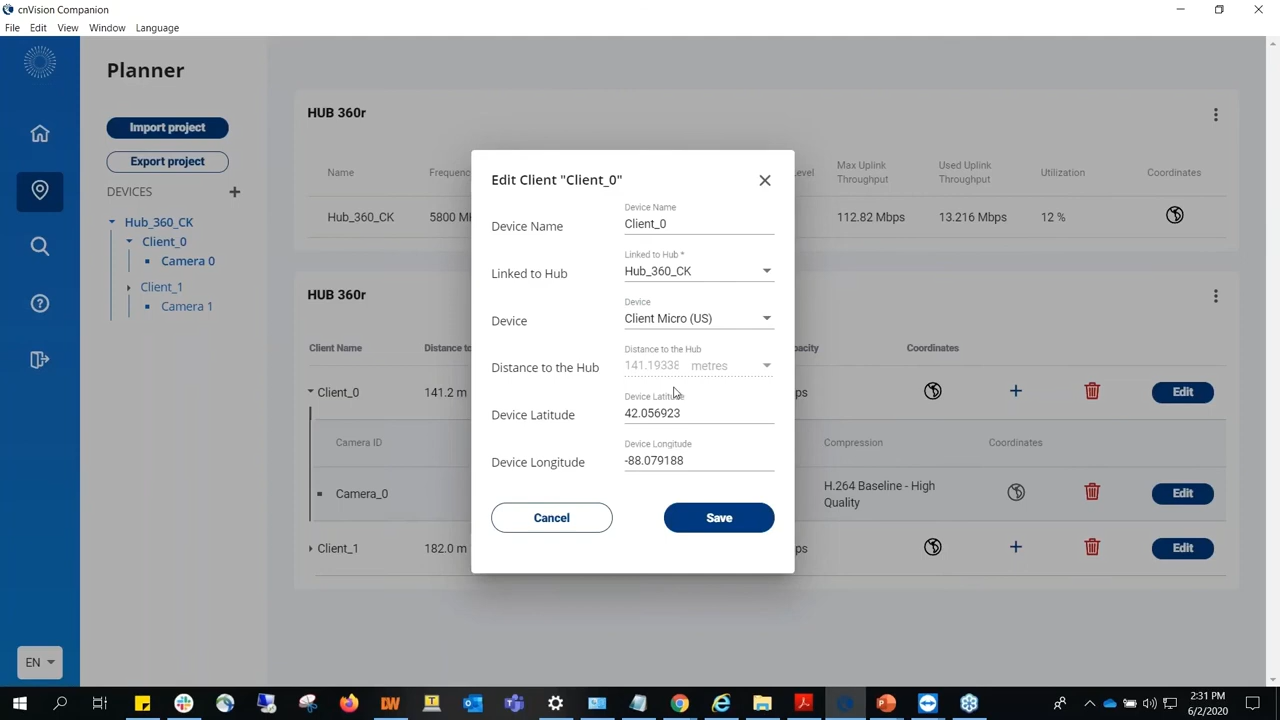 cnVision Companion
File Edit View Window Language
Planner
Import project
Export project
DEVICES
Hub_360_CK
Client_0
Camera 0
Client_1
Camera 1
EN
HUB 360r
Name
Max Uplink Throughput
Used Uplink Throughput
Utilization
Coordinates
Hub_360_CK
5800
112.82 Mbps
13.216 Mbps
12 %
HUB 360r
Client Name
Coordinates
Client_0
141.2 m
Edit
Camera ID
Compression
Coordinates
Camera_0
H.264 Baseline - High
Quality
Edit
Client_1
182.0 m
Edit
Edit Client "Client_0"
Device Name
Device Name
Client_0
Linked to Hub
Linked to Hub *
Hub_360_CK
Device
Device
Client Micro (US)
Distance to the Hub
Distance to the Hub
141.19338 metres
Device Latitude
Device Latitude
42.056923
Device Longitude
Device Longitude
-88.079188
Cancel
Save
2:31 PM
6/2/2020